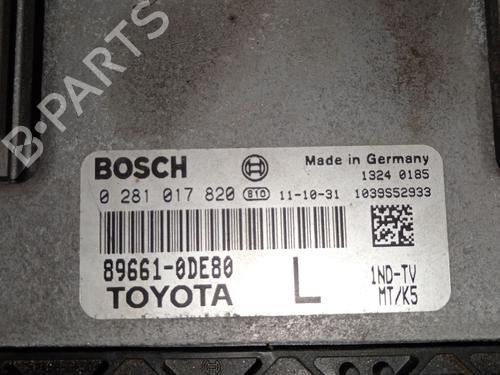 B-PARTS
BOSCH
Made in Germany
1324 0185
0 281 017 820 810 11-10-31 1039S52933
89661-0DE80
TOYOTA
L
1ND-TV
MT/K5